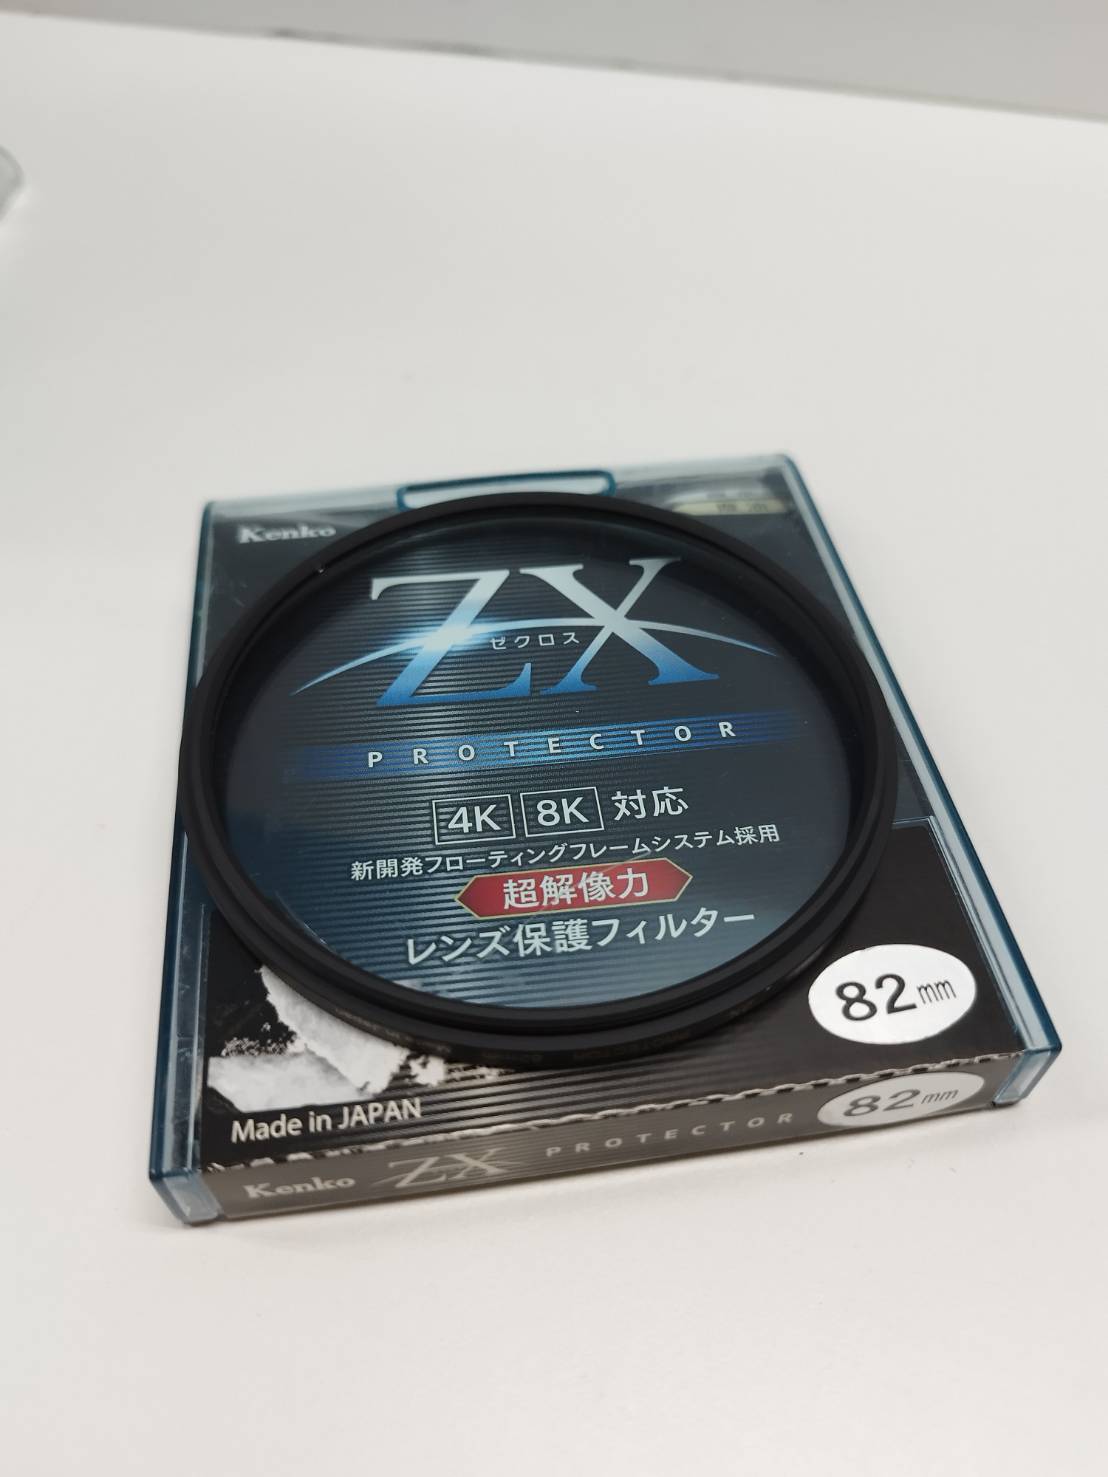 Kenko
ZX
ゼクロス
PROTECTOR
4K 8K 対応
新開発フローティングフレームシステム採用
超解像力
レンズ保護フィルター
82mm
Made in JAPAN
Kenko ZX PROTECTOR 82mm